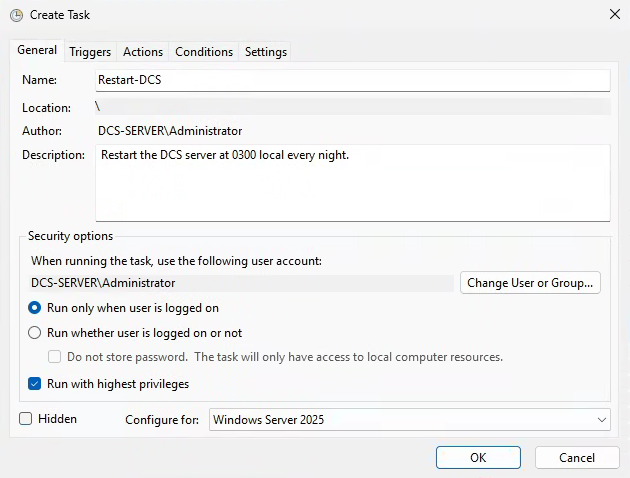 Create Task
General Triggers Actions Conditions Settings
Name: Restart-DCS
Location: \
Author: DCS-SERVER\Administrator
Description: Restart the DCS server at 0300 local every night.
Security options
When running the task, use the following user account:
DCS-SERVER\Administrator Change User or Group...
Run only when user is logged on
Run whether user is logged on or not
Do not store password. The task will only have access to local computer resources.
Run with highest privileges
Hidden Configure for: Windows Server 2025
OK Cancel